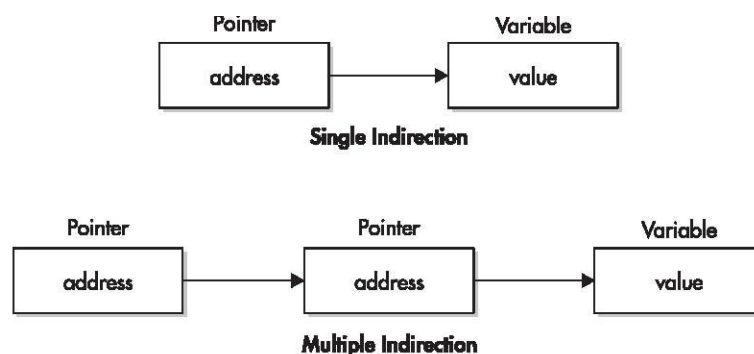 Pointer Variable
address value
Single Indirection
Pointer Pointer Variable
address address value
Multiple Indirection